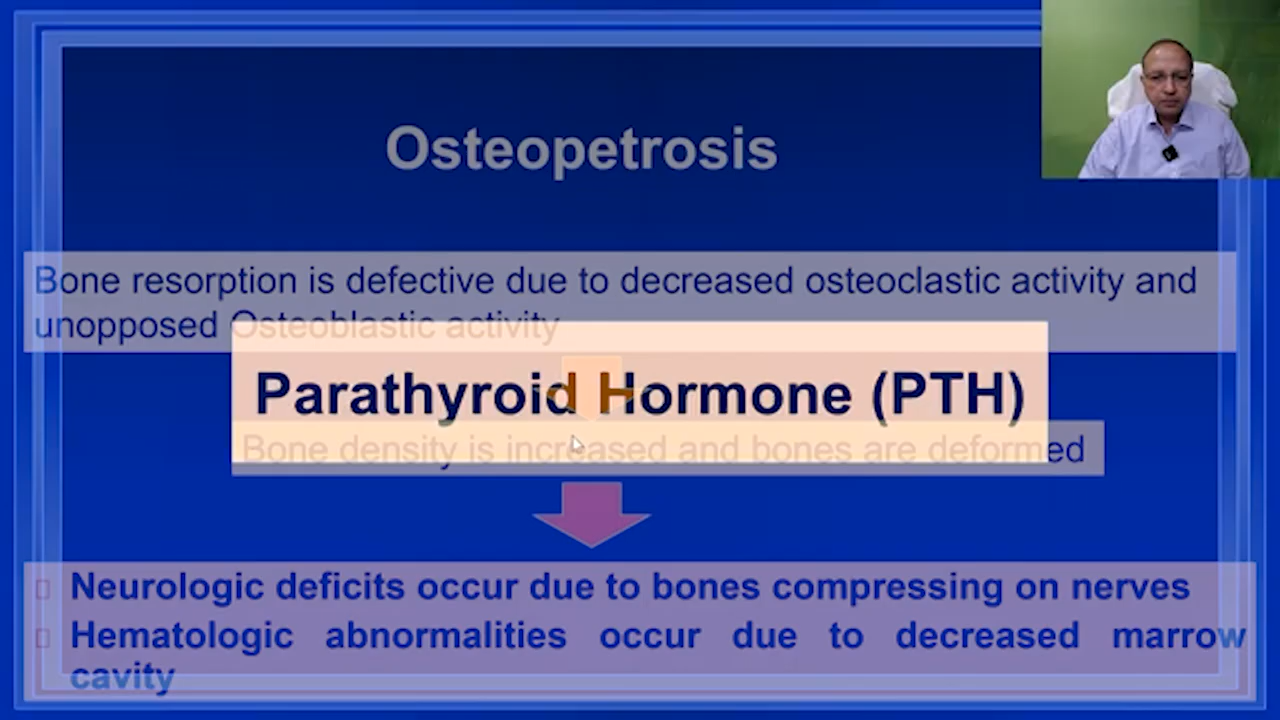 Osteopetrosis
Bone resorption is defective due to decreased osteoclastic activity and
unopposed Osteoblastic activity
Parathyroid Hormone (PTH)
Bone density is increased and bones are deformed
Neurologic deficits occur due to bones compressing on nerves
Hematologic abnormalities occur due to decreased marrow
cavity